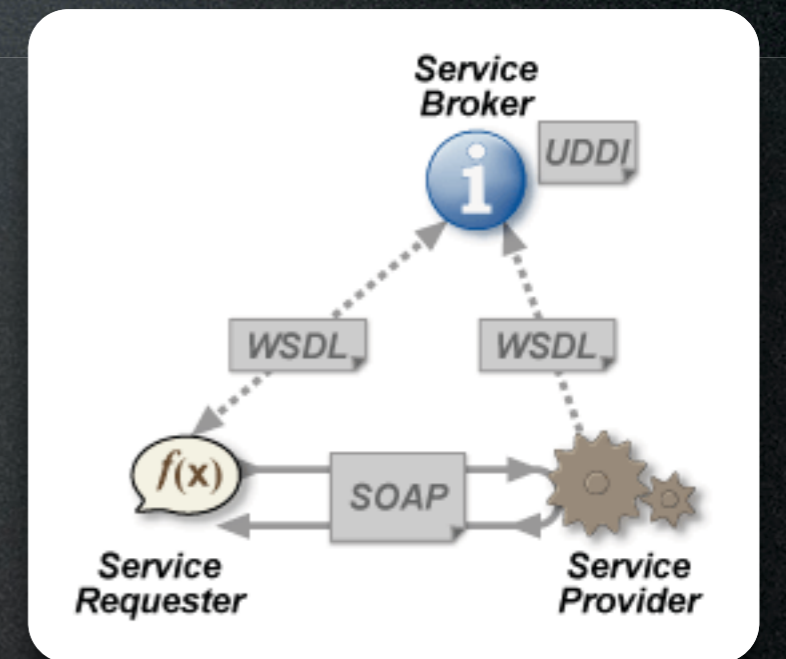 Service
Broker
UDDI
i
WSDL
WSDL
f(x)
SOAP
Service
Requester
Service
Provider